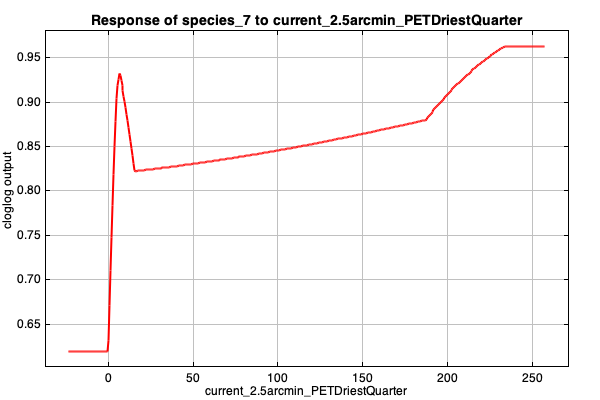 Response of species_7 to current_2.5arcmin_PETDriestQuarter
0.95
0.90
0.85
0.80
0.75
0.70
0.65
cloglog output
0 50 100 150 200 250
current_2.5arcmin_PETDriestQuarter